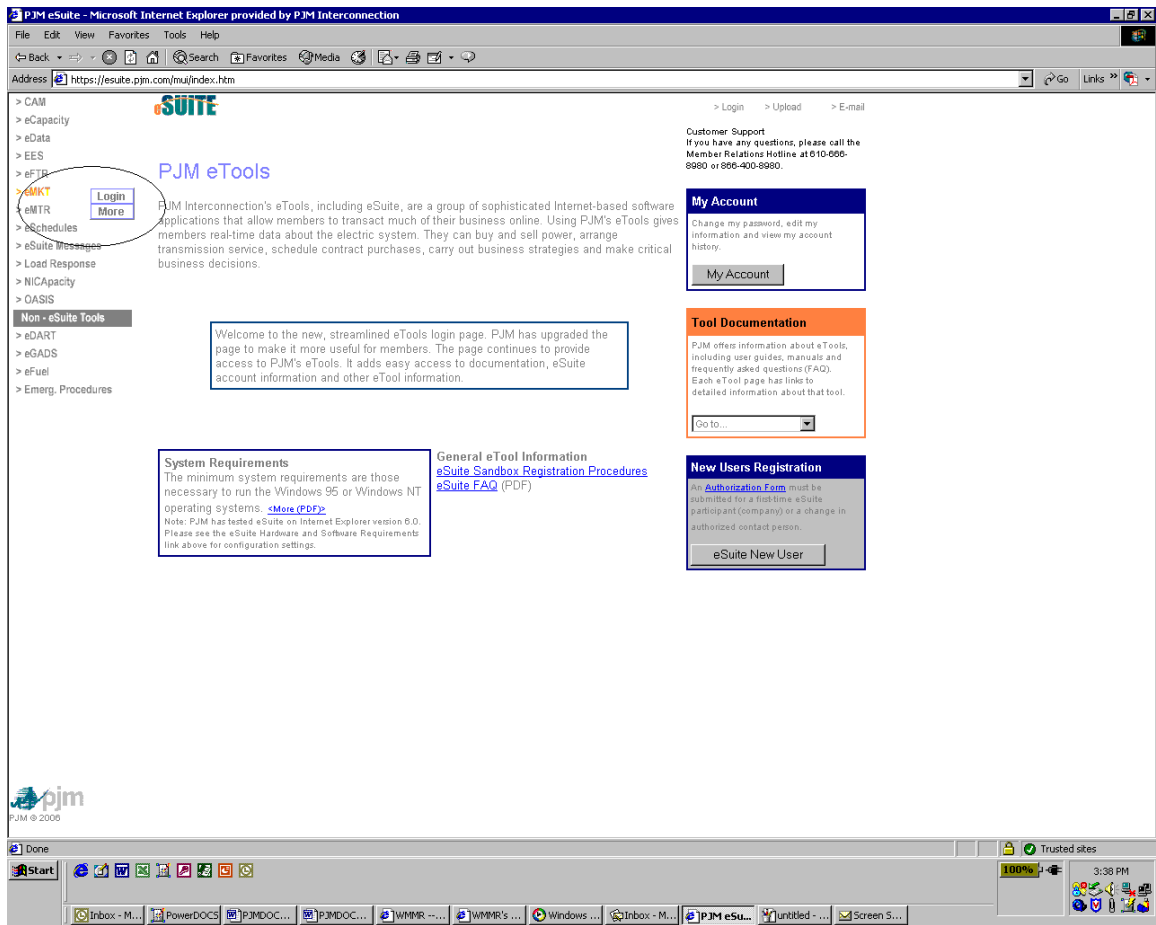 PJM eSuite - Microsoft Internet Explorer provided by PJM Interconnection
File Edit View Favorites Tools Help
Back Search Favorites Media
Address https://esuite.pjm.com/mui/index.htm Go Links »
> CAM
> eCapacity
> eData
> EES
> eFTR
> eMKT
Login
> eMTR
More
> eSchedules
> eSuite Messages
> Load Response
> NICApacity
> OASIS
Non - eSuite Tools
> eDART
> eGADS
> eFuel
> Emerg. Procedures
eSUITE
> Login > Upload > E-mail
PJM eTools
PJM Interconnection's eTools, including eSuite, are a group of sophisticated Internet-based software
applications that allow members to transact much of their business online. Using PJM's eTools gives
members real-time data about the electric system. They can buy and sell power, arrange
transmission service, schedule contract purchases, carry out business strategies and make critical
business decisions.
Welcome to the new, streamlined eTools login page. PJM has upgraded the
page to make it more useful for members. The page continues to provide
access to PJM's eTools. It adds easy access to documentation, eSuite
account information and other eTool information.
System Requirements
The minimum system requirements are those
necessary to run the Windows 95 or Windows NT
operating systems. <More (PDF)>
Note: PJM has tested eSuite on Internet Explorer version 6.0.
Please see the eSuite Hardware and Software Requirements
link above for configuration settings.
General eTool Information
eSuite Sandbox Registration Procedures
eSuite FAQ (PDF)
Customer Support
If you have any questions, please call the
Member Relations Hotline at 610-666-
8980 or 866-400-8980.
My Account
Change my password, edit my
information and view my account
history.
My Account
Tool Documentation
PJM offers information about eTools,
including user guides, manuals and
frequently asked questions (FAQ).
Each eTool page has links to
detailed information about that tool.
Go to...
New Users Registration
An Authorization Form must be
submitted for a first-time eSuite
participant (company) or a change in
authorized contact person.
eSuite New User
pjm
PJM © 2006
Done Trusted sites
Start 100% 3:38 PM
Inbox - M... PowerDOCS PJMDOC... PJMDOC... WMMR --... WMMR's ... Windows ... Inbox - M... PJM eSu... untitled - ... Screen S...